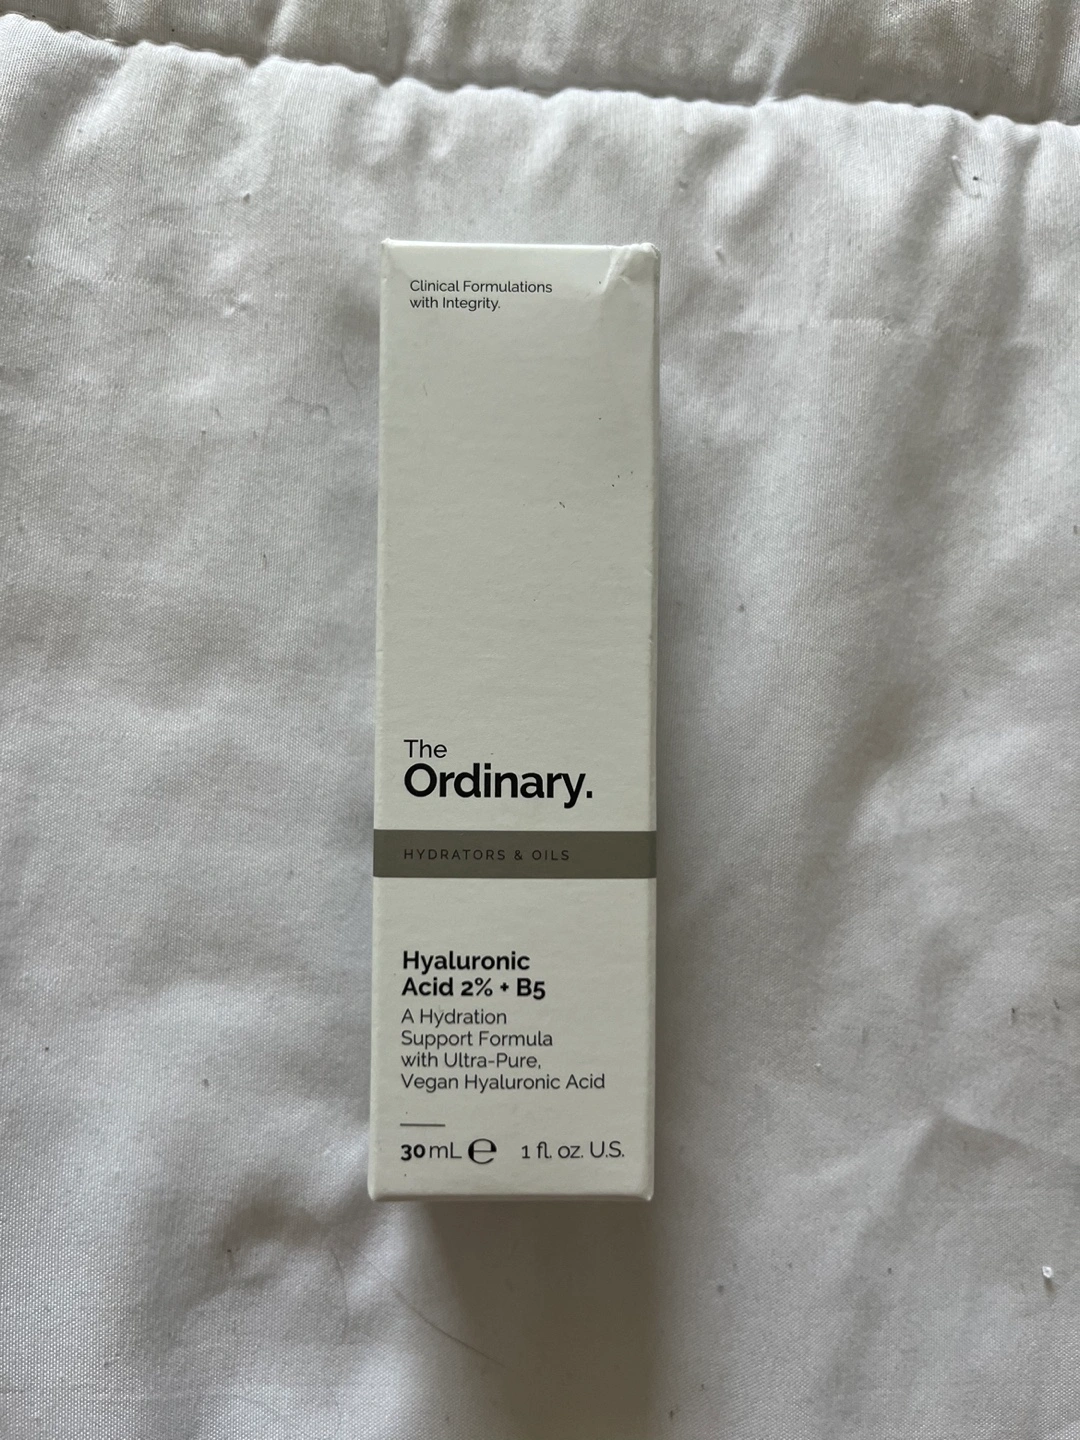 Clinical Formulations
with Integrity.
The
Ordinary.
HYDRATORS & OILS
Hyaluronic
Acid 2% + B5
A Hydration
Support Formula
with Ultra-Pure,
Vegan Hyaluronic Acid
30 mL ℮ 1 fl. oz. U.S.